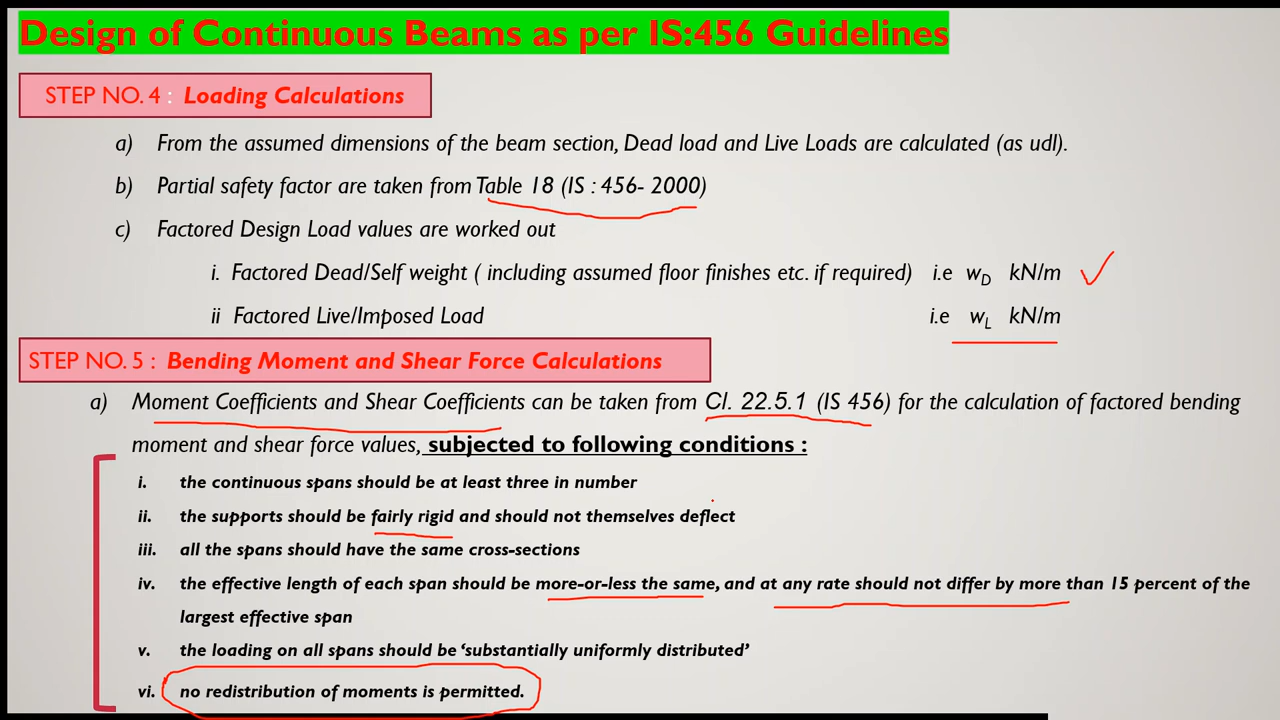 Design of Continuous Beams as per IS:456 Guidelines
STEP NO. 4 : Loading Calculations
a) From the assumed dimensions of the beam section, Dead load and Live Loads are calculated (as udl).
b) Partial safety factor are taken from Table 18 (IS : 456- 2000)
c) Factored Design Load values are worked out
i. Factored Dead/Self weight ( including assumed floor finishes etc. if required) i.e w_D kN/m
ii Factored Live/Imposed Load i.e w_L kN/m
STEP NO. 5 : Bending Moment and Shear Force Calculations
a) Moment Coefficients and Shear Coefficients can be taken from Cl. 22.5.1 (IS 456) for the calculation of factored bending
moment and shear force values, subjected to following conditions :
i. the continuous spans should be at least three in number
ii. the supports should be fairly rigid and should not themselves deflect
iii. all the spans should have the same cross-sections
iv. the effective length of each span should be more-or-less the same, and at any rate should not differ by more than 15 percent of the
largest effective span
v. the loading on all spans should be ‘substantially uniformly distributed’
vi. no redistribution of moments is permitted.